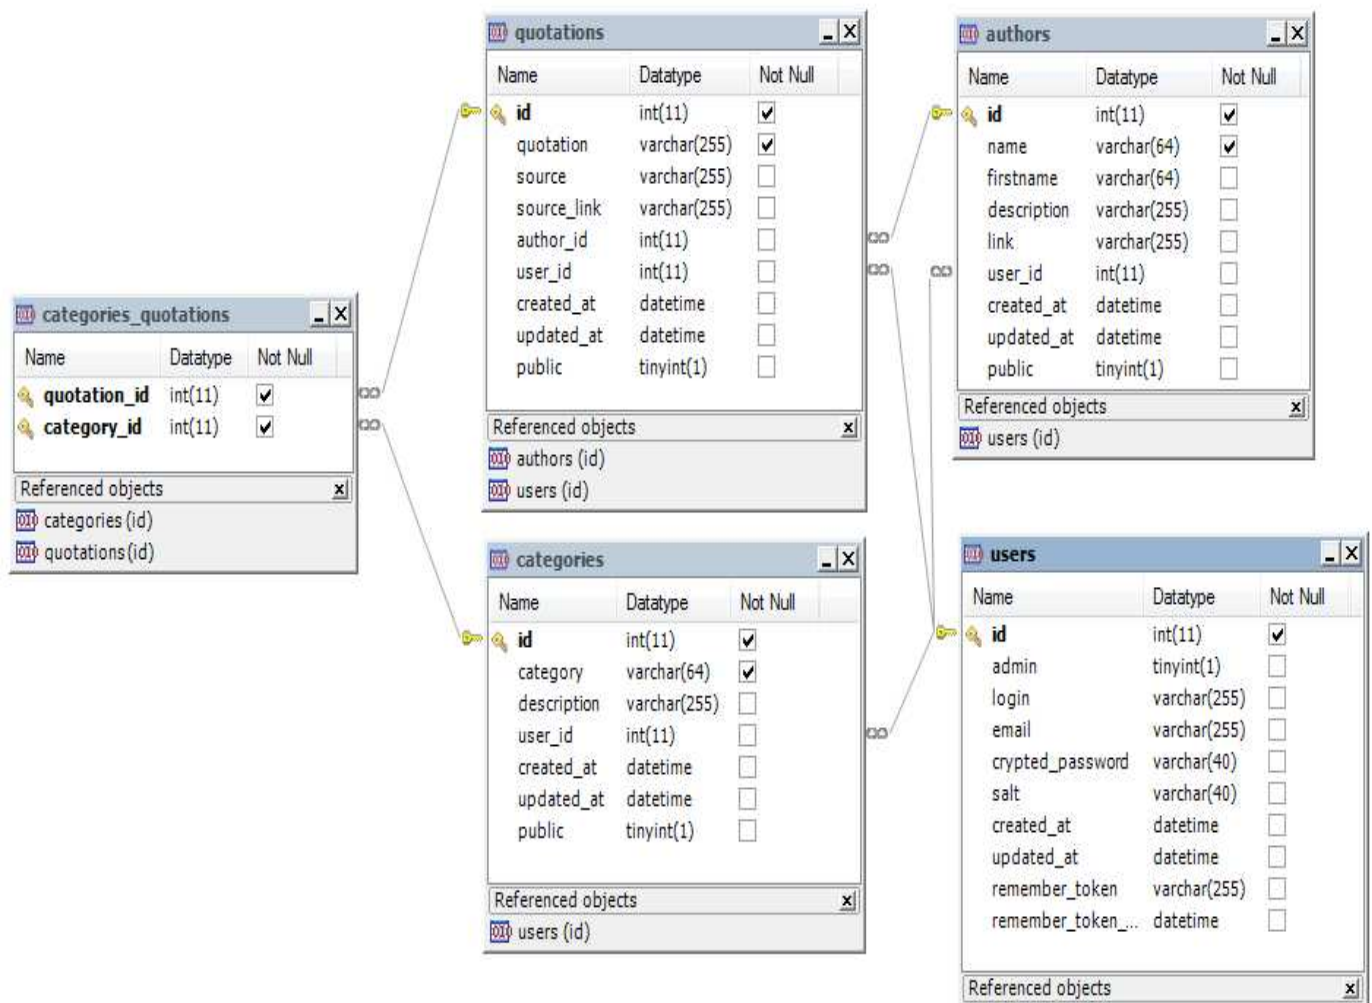 categories_quotations
Name Datatype Not Null
quotation_id int(11)
category_id int(11)
Referenced objects
categories (id)
quotations (id)
quotations
Name Datatype Not Null
id int(11)
quotation varchar(255)
source varchar(255)
source_link varchar(255)
author_id int(11)
user_id int(11)
created_at datetime
updated_at datetime
public tinyint(1)
Referenced objects
authors (id)
users (id)
authors
Name Datatype Not Null
id int(11)
name varchar(64)
firstname varchar(64)
description varchar(255)
link varchar(255)
user_id int(11)
created_at datetime
updated_at datetime
public tinyint(1)
Referenced objects
users (id)
categories
Name Datatype Not Null
id int(11)
category varchar(64)
description varchar(255)
user_id int(11)
created_at datetime
updated_at datetime
public tinyint(1)
Referenced objects
users (id)
users
Name Datatype Not Null
id int(11)
admin tinyint(1)
login varchar(255)
email varchar(255)
crypted_password varchar(40)
salt varchar(40)
created_at datetime
updated_at datetime
remember_token varchar(255)
remember_token_... datetime
Referenced objects